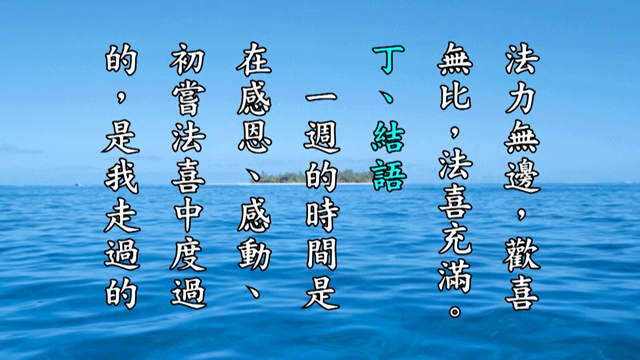 法力無邊，歡喜
無比，法喜充滿。
丁、結語
一週的時間是
在感恩、感動、
初嘗法喜中度過
的，是我走過的